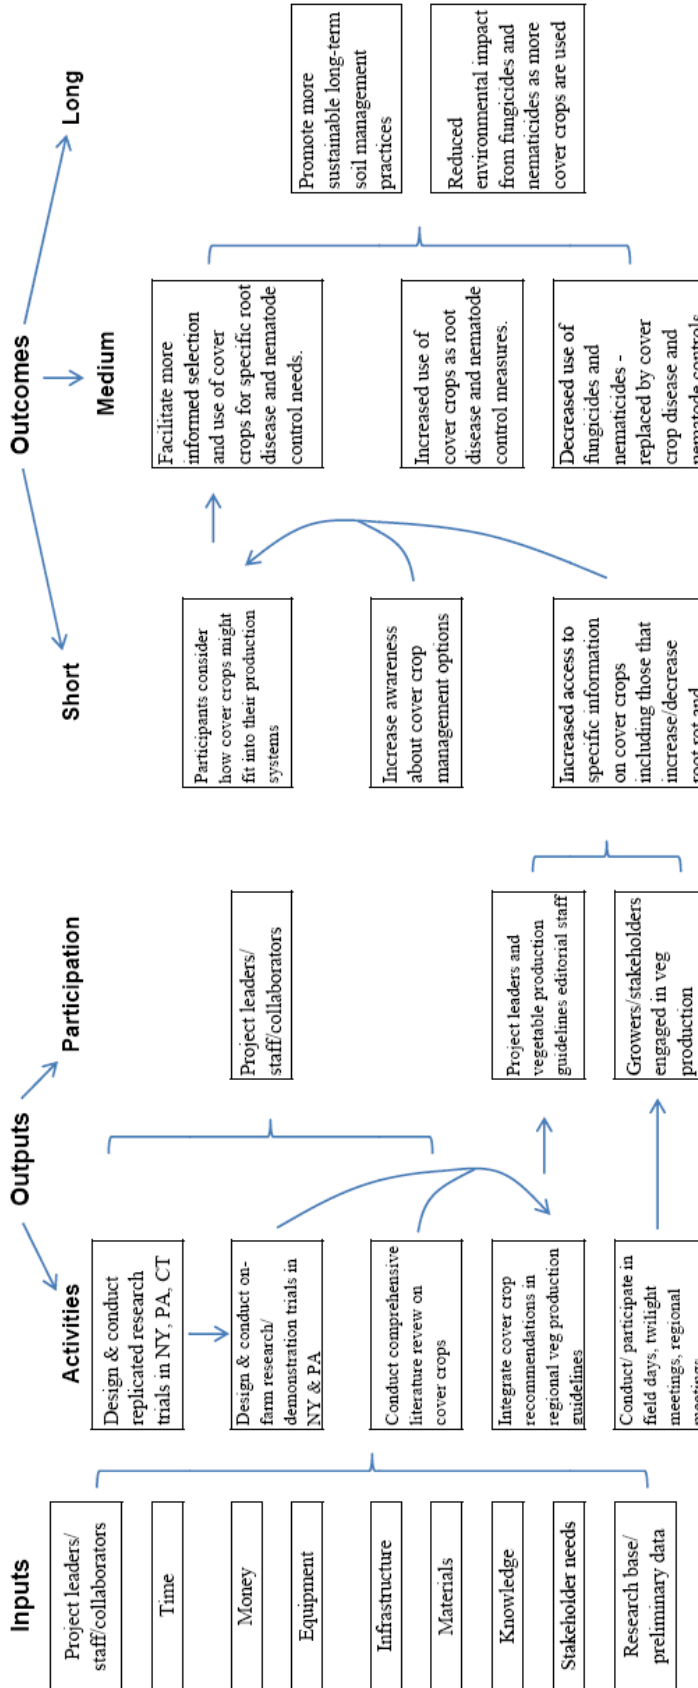 Inputs
Outputs
Outcomes
Activities
Participation
Short
Medium
Long
Project leaders/
staff/collaborators
Time
Money
Equipment
Infrastructure
Materials
Knowledge
Stakeholder needs
Research base/
preliminary data
Design & conduct
replicated research
trials in NY, PA, CT
Design & conduct on-
farm research/
demonstration trials in
NY & PA
Conduct comprehensive
literature revew on
cover crops
Integrate cover crop
recommendations in
regional veg production
guidelines
Conduct/ participate in
field days, twilight
meetings, regional
meetings
Project leaders/
staff/collaborators
Project leaders and
vegetable production
guidelines editorial staff
Growers/stakeholders
engaged in veg
production
Participants consider
how cover crops might
fit into their production
systems
Increase awareness
about cover crop
management options
Increased access to
specific information
on cover crops
including those that
increase/decrease
root rot and
Facilitate more
informed selection
and use of cover
crops for specific root
disease and nematode
control needs.
Increased use of
cover crops as root
disease and nematode
control measures.
Decreased use of
fungicides and
nematicides -
replaced by cover
crop disease and
nematode controls
Promote more
sustainable long-term
soil management
practices
Reduced
environmental impact
from fungicides and
nematicides as more
cover crops are used